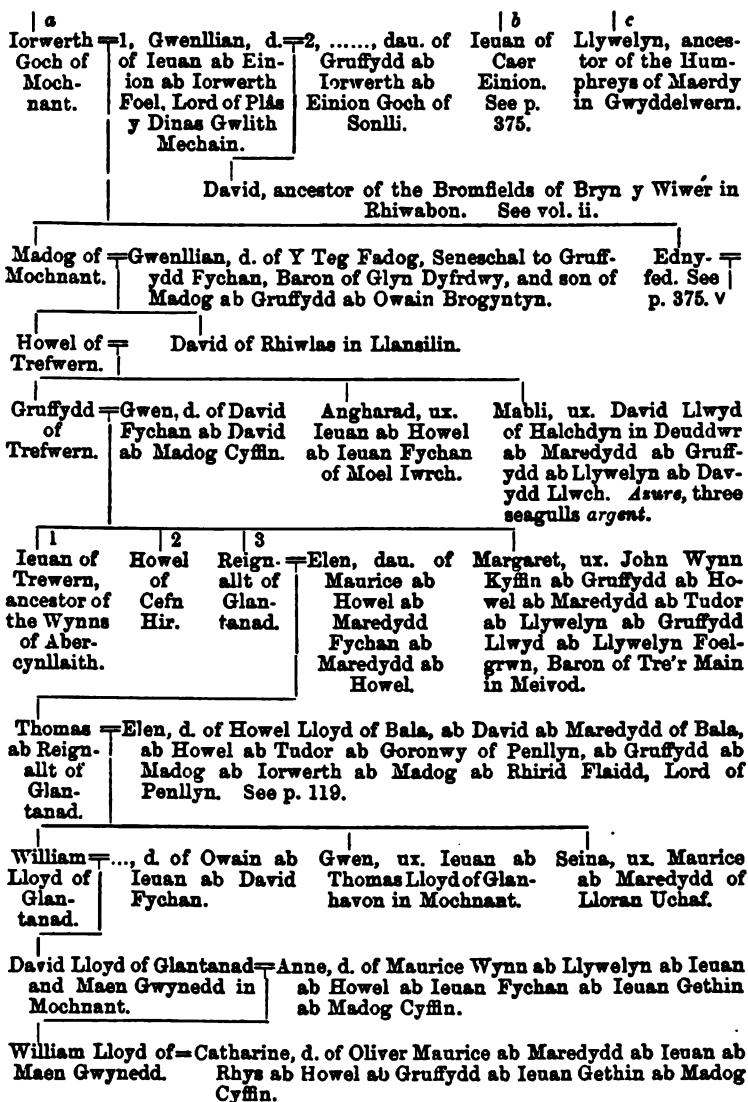 a b c
Iorwerth = 1, Gwenllian, d. = 2, ......, dau. of Ieuan of Llywelyn, ances-
Goch of of Ieuan ab Ein- Gruffydd ab Caer tor of the Hum-
Moch- ion ab Iorwerth Iorwerth ab Einion. phreys of Maerdy
nant. Foel, Lord of Plâs Einion Goch of See p. in Gwyddelwern.
y Dinas Gwlith Sonlli. 375.
Mechain.
David, ancestor of the Bromfields of Bryn y Wiwér in
Rhiwabon. See vol. ii.
Madog of = Gwenllian, d. of Y Teg Fadog, Seneschal to Gruff- Edny- =
Mochnant. ydd Fychan, Baron of Glyn Dyfrdwy, and son of fed. See
Madog ab Gruffydd ab Owain Brogyntyn. p. 375. v
Howel of = David of Rhiwlas in Llansilin.
Trefwern.
Gruffydd = Gwen, d. of David Angharad, ux. Mabli, ux. David Llwyd
of Fychan ab David Ieuan ab Howel of Halchdyn in Deuddwr
Trefwern. ab Madog Cyffin. ab Ieuan Fychan ab Maredydd ab Gruff-
of Moel Iwrch. ydd ab Llywelyn ab Dav-
ydd Llwch. Azure, three
seagulls argent.
1 2 3
Ieuan of Howel Reign- = Elen, dau. of Margaret, ux. John Wynn
Trewern, of allt of Maurice ab Kyffin ab Gruffydd ab Ho-
ancestor of Cefn Glan- Howel ab wel ab Maredydd ab Tudor
the Wynns Hir. tanad. Maredydd ab Llywelyn ab Gruffydd
of Aber- Fychan ab Llwyd ab Llywelyn Foel-
cynllaith. Maredydd ab grwn, Baron of Tre'r Main
Howel. in Meivod.
Thomas = Elen, d. of Howel Lloyd of Bala, ab David ab Maredydd of Bala,
ab Reign- ab Howel ab Tudor ab Goronwy of Penllyn, ab Gruffydd ab
allt of Madog ab Iorwerth ab Madog ab Rhirid Flaidd, Lord of
Glan- Penllyn. See p. 119.
tanad.
William = ..., d. of Owain ab Gwen, ux. Ieuan ab Seina, ux. Maurice
Lloyd of Ieuan ab David Thomas Lloyd of Glan- ab Maredydd of
Glan- Fychan. havon in Mochnant. Lloran Uchaf.
tanad.
David Lloyd of Glantanad = Anne, d. of Maurice Wynn ab Llywelyn ab Ieuan
and Maen Gwynedd in ab Howel ab Ieuan Fychan ab Ieuan Gethin
Mochnant. ab Madog Cyffin.
William Lloyd of = Catharine, d. of Oliver Maurice ab Maredydd ab Ieuan ab
Maen Gwynedd. Rhys ab Howel ab Gruffydd ab Ieuan Gethin ab Madog
Cyffin.